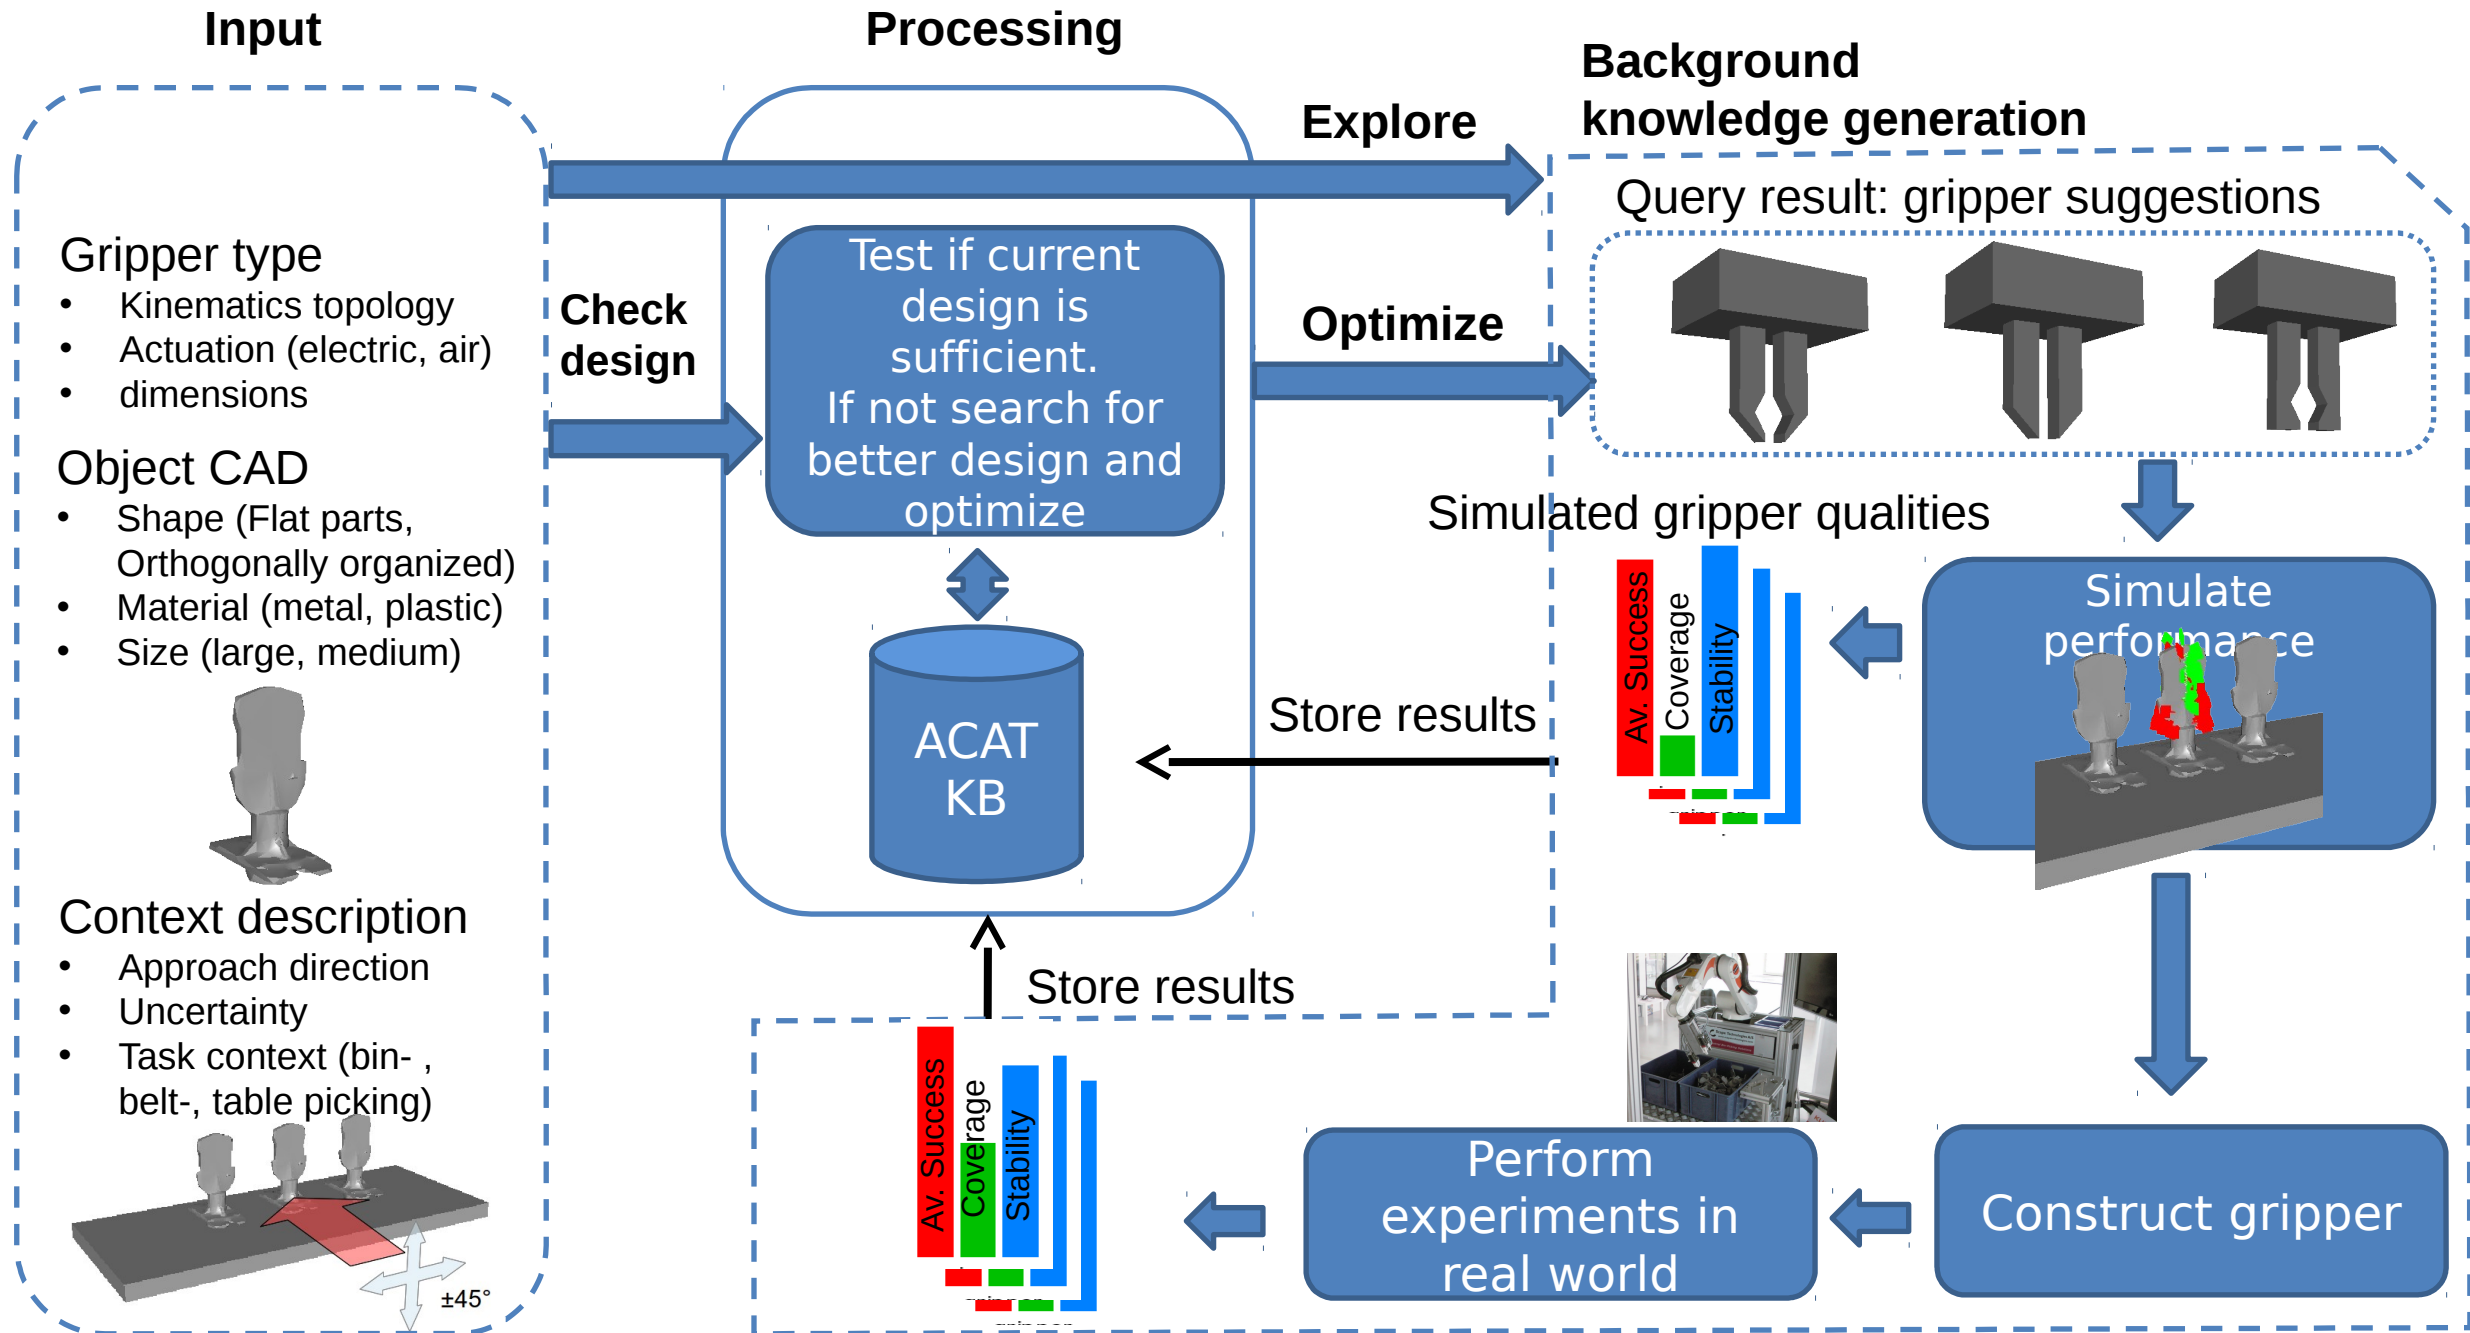 Input
Gripper type
• Kinematics topology
• Actuation (electric, air)
• dimensions
Object CAD
• Shape (Flat parts,
Orthogonally organized)
• Material (metal, plastic)
• Size (large, medium)
Context description
• Approach direction
• Uncertainty
• Task context (bin- ,
belt-, table picking)
±45°
Check
design
Processing
Test if current
design is
sufficient.
If not search for
better design and
optimize
ACAT
KB
Explore
Optimize
Background
knowledge generation
Query result: gripper suggestions
Simulated gripper qualities
Av. Success
Coverage
Stability
Simulate
performance
Store results
Store results
Av. Success
Coverage
Stability
Perform
experiments in
real world
Construct gripper